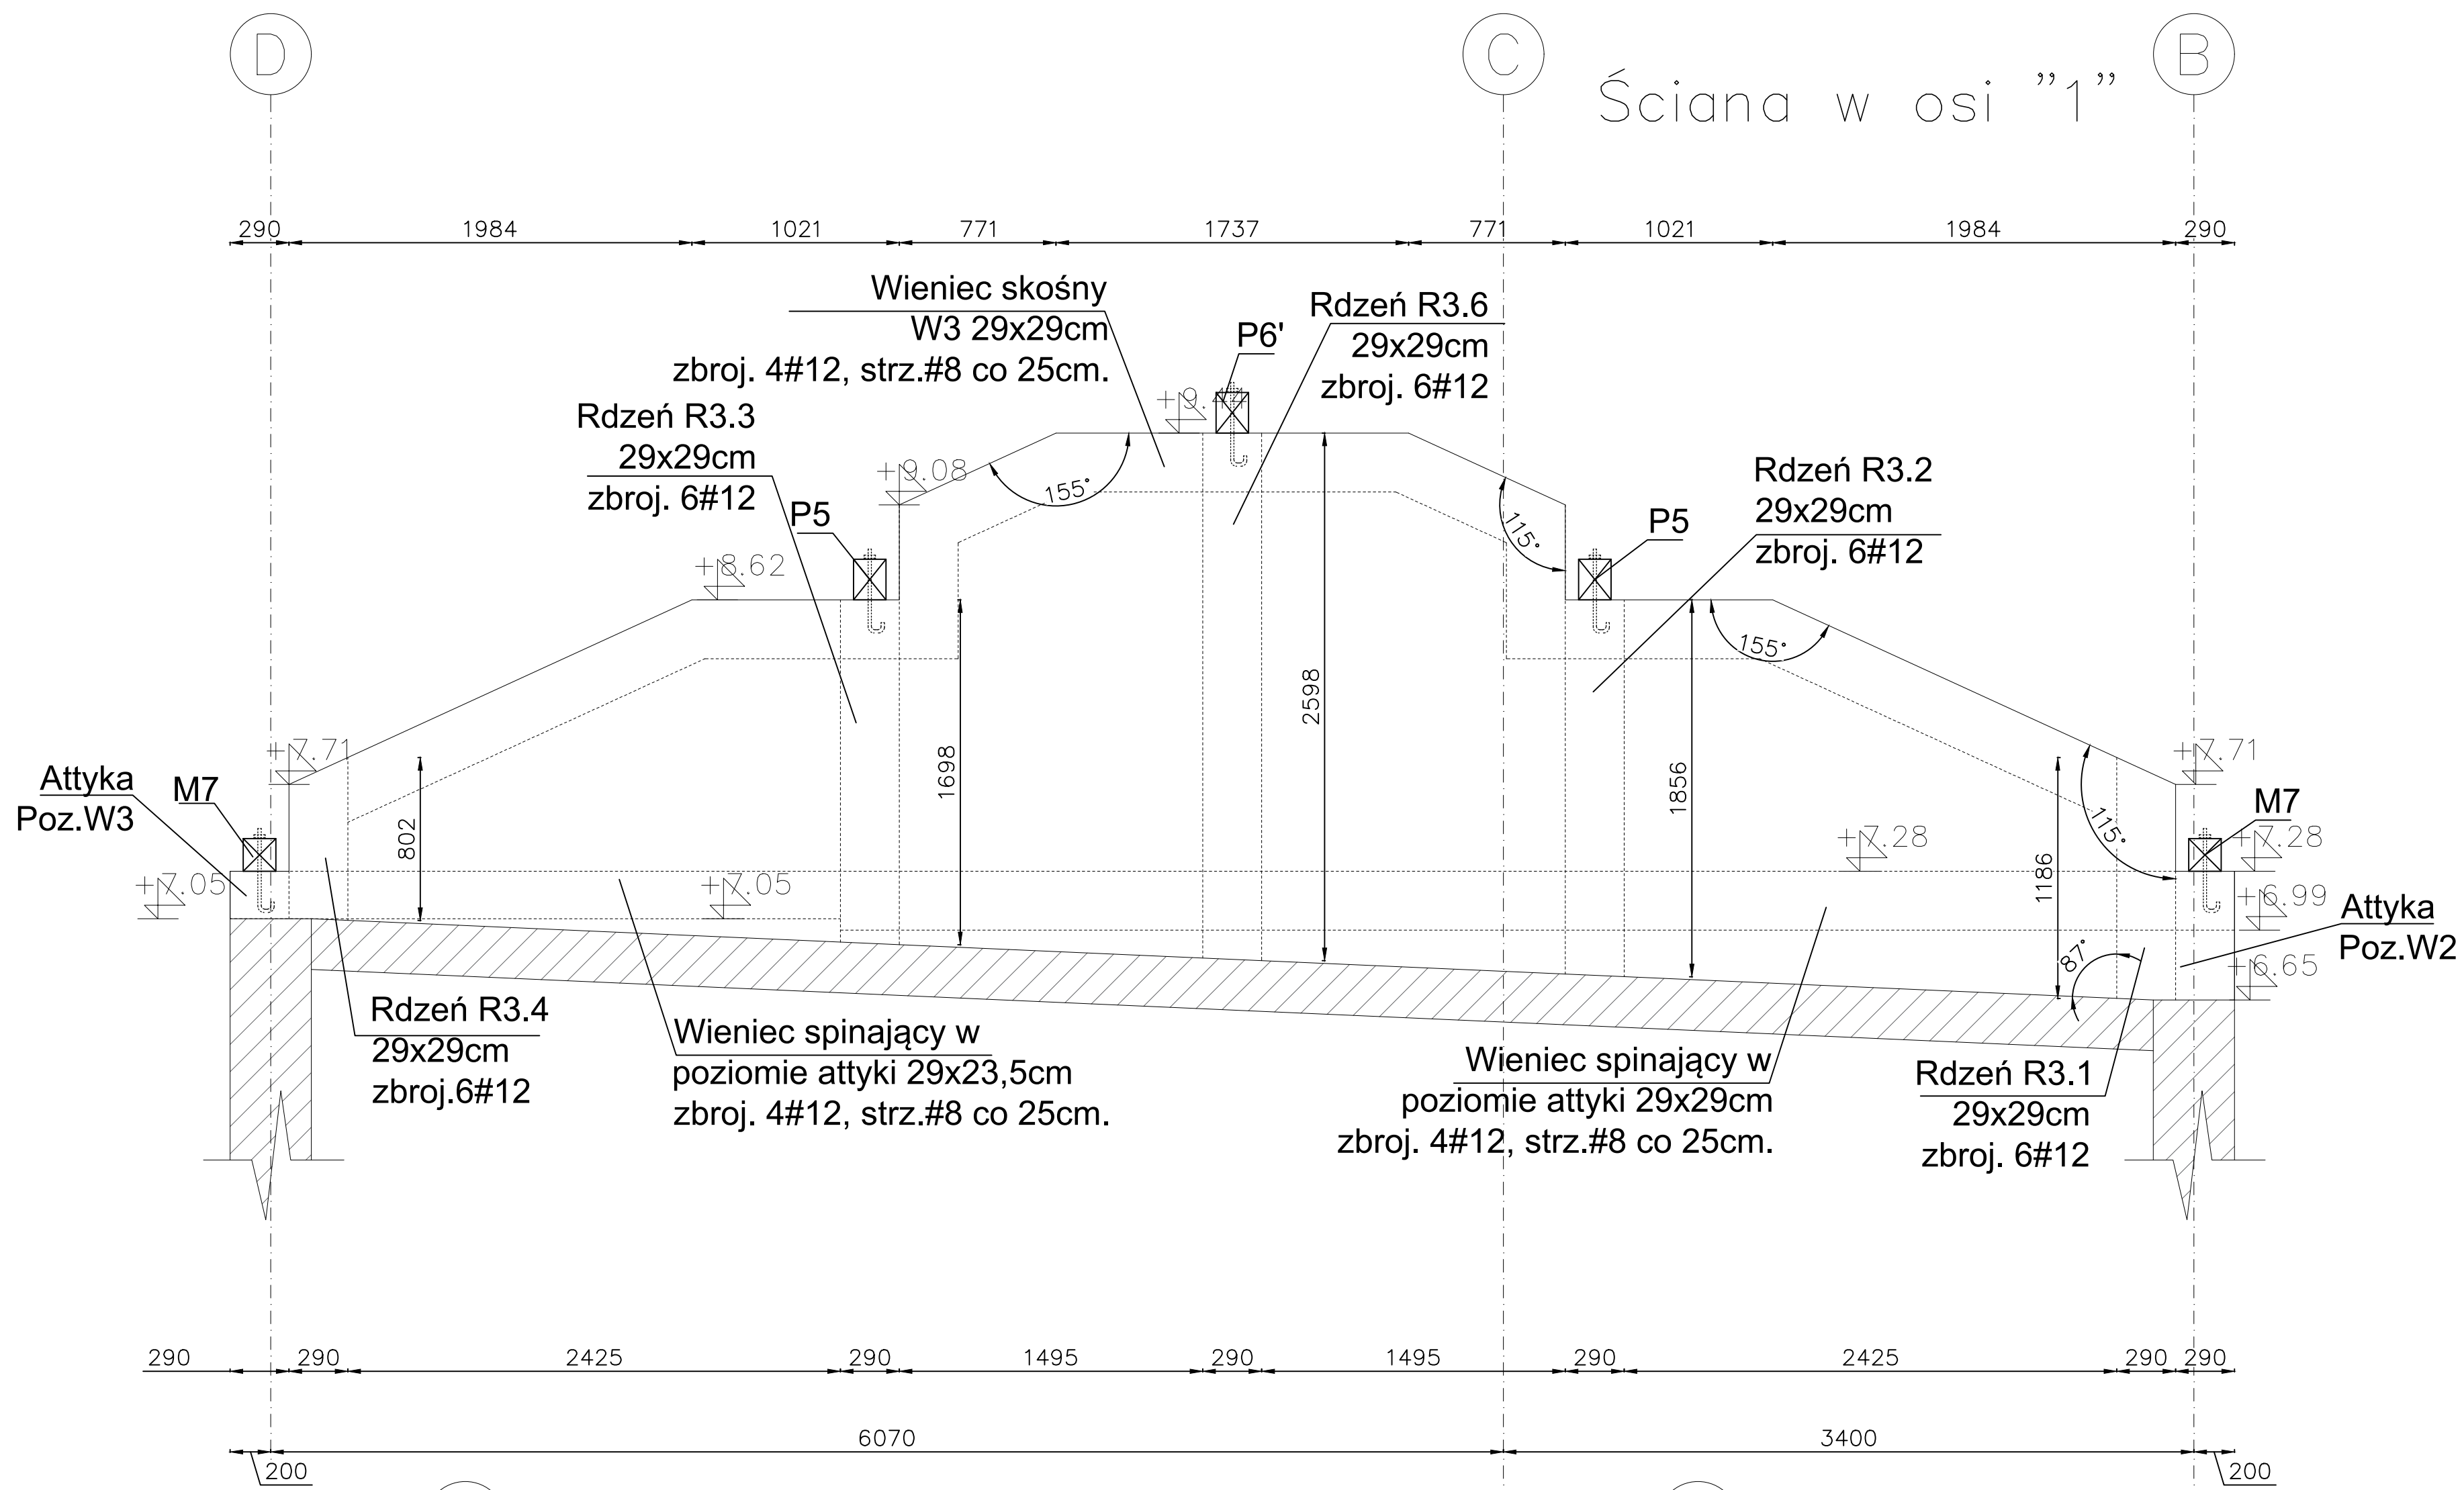 D
C
B
Ściana w osi ”1”
290
1984
1021
771
1737
771
1021
1984
290
Wieniec skośny
W3 29x29cm
zbroj. 4#12, strz.#8 co 25cm.
P6'
Rdzeń R3.6
29x29cm
zbroj. 6#12
Rdzeń R3.3
29x29cm
zbroj. 6#12
P5
+9.08
155°
115°
P5
Rdzeń R3.2
29x29cm
zbroj. 6#12
+8.62
155°
2598
1698
1856
+7.71
+7.71
Attyka
Poz.W3
M7
802
M7
115°
+7.28
+7.28
+7.05
+7.05
1186
+6.99
Attyka
Poz.W2
87°
+6.65
Rdzeń R3.4
29x29cm
zbroj.6#12
Wieniec spinający w
poziomie attyki 29x23,5cm
zbroj. 4#12, strz.#8 co 25cm.
Wieniec spinający w
poziomie attyki 29x29cm
zbroj. 4#12, strz.#8 co 25cm.
Rdzeń R3.1
29x29cm
zbroj. 6#12
290
290
2425
290
1495
290
1495
290
2425
290
290
6070
3400
200
200